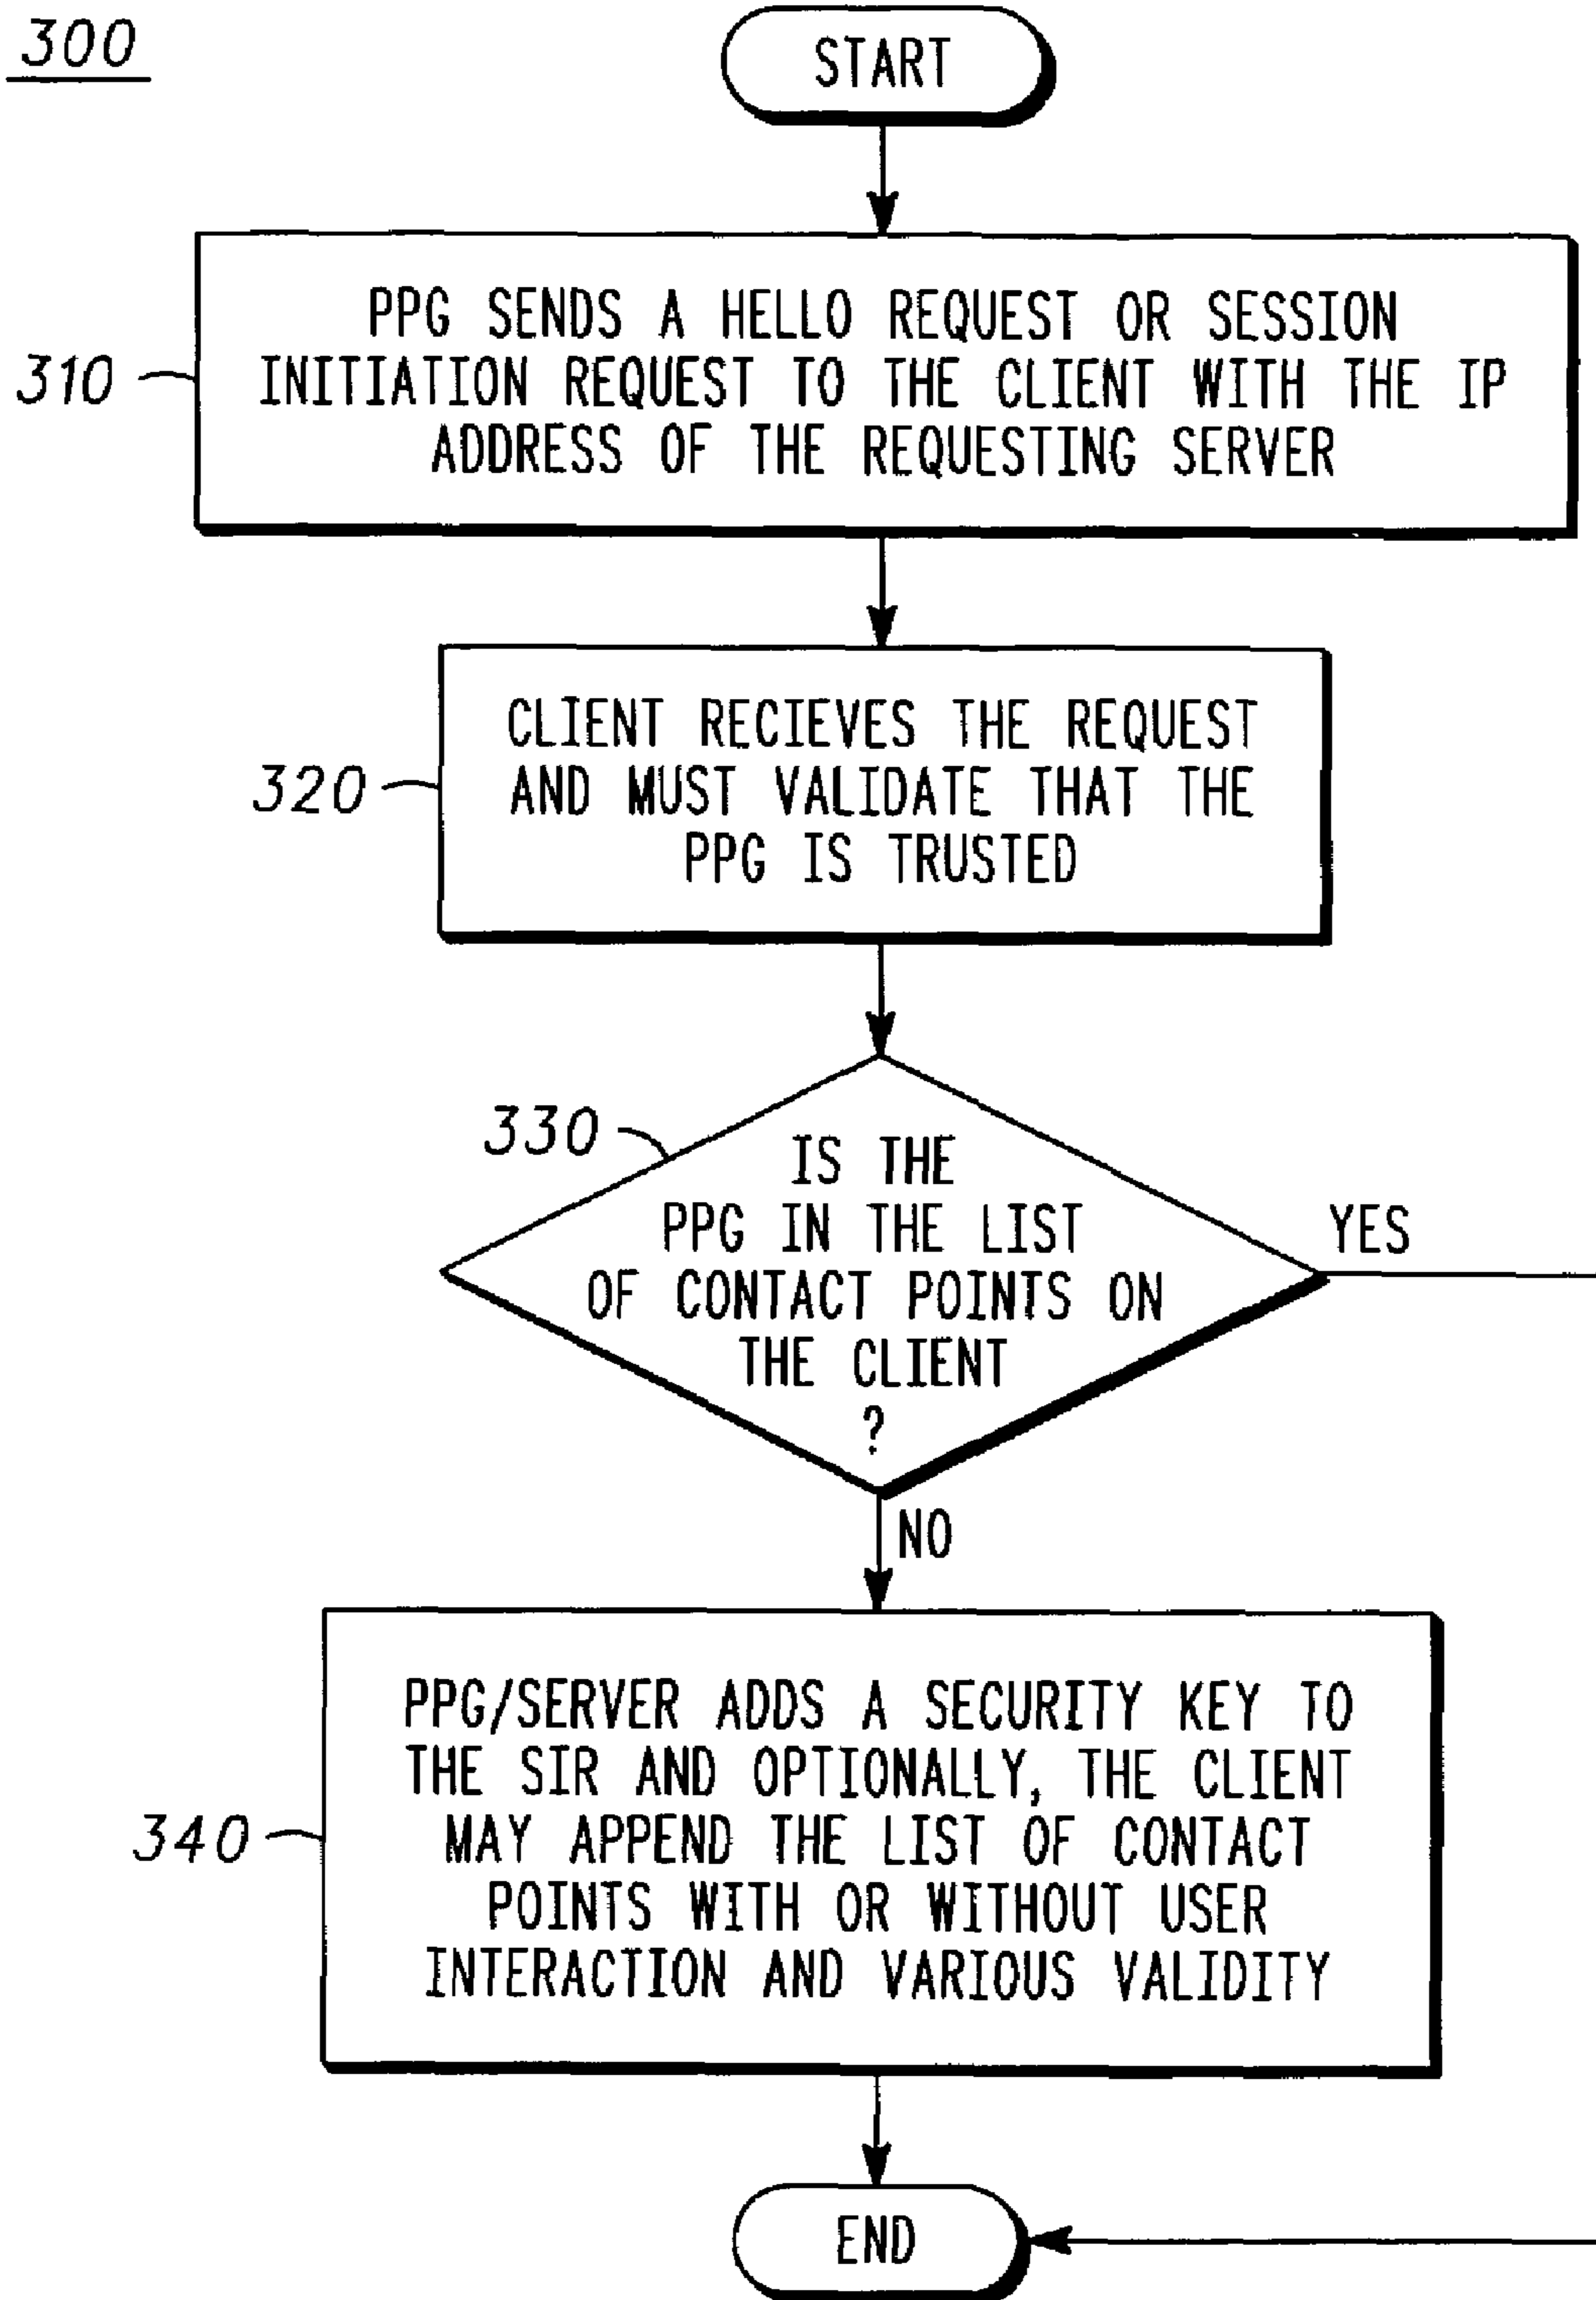 300
START
310
PPG SENDS A HELLO REQUEST OR SESSION
INITIATION REQUEST TO THE CLIENT WITH THE IP
ADDRESS OF THE REQUESTING SERVER
320
CLIENT RECIEVES THE REQUEST
AND MUST VALIDATE THAT THE
PPG IS TRUSTED
330
IS THE
PPG IN THE LIST
OF CONTACT POINTS ON
THE CLIENT
?
YES
NO
340
PPG/SERVER ADDS A SECURITY KEY TO
THE SIR AND OPTIONALLY, THE CLIENT
MAY APPEND THE LIST OF CONTACT
POINTS WITH OR WITHOUT USER
INTERACTION AND VARIOUS VALIDITY
END